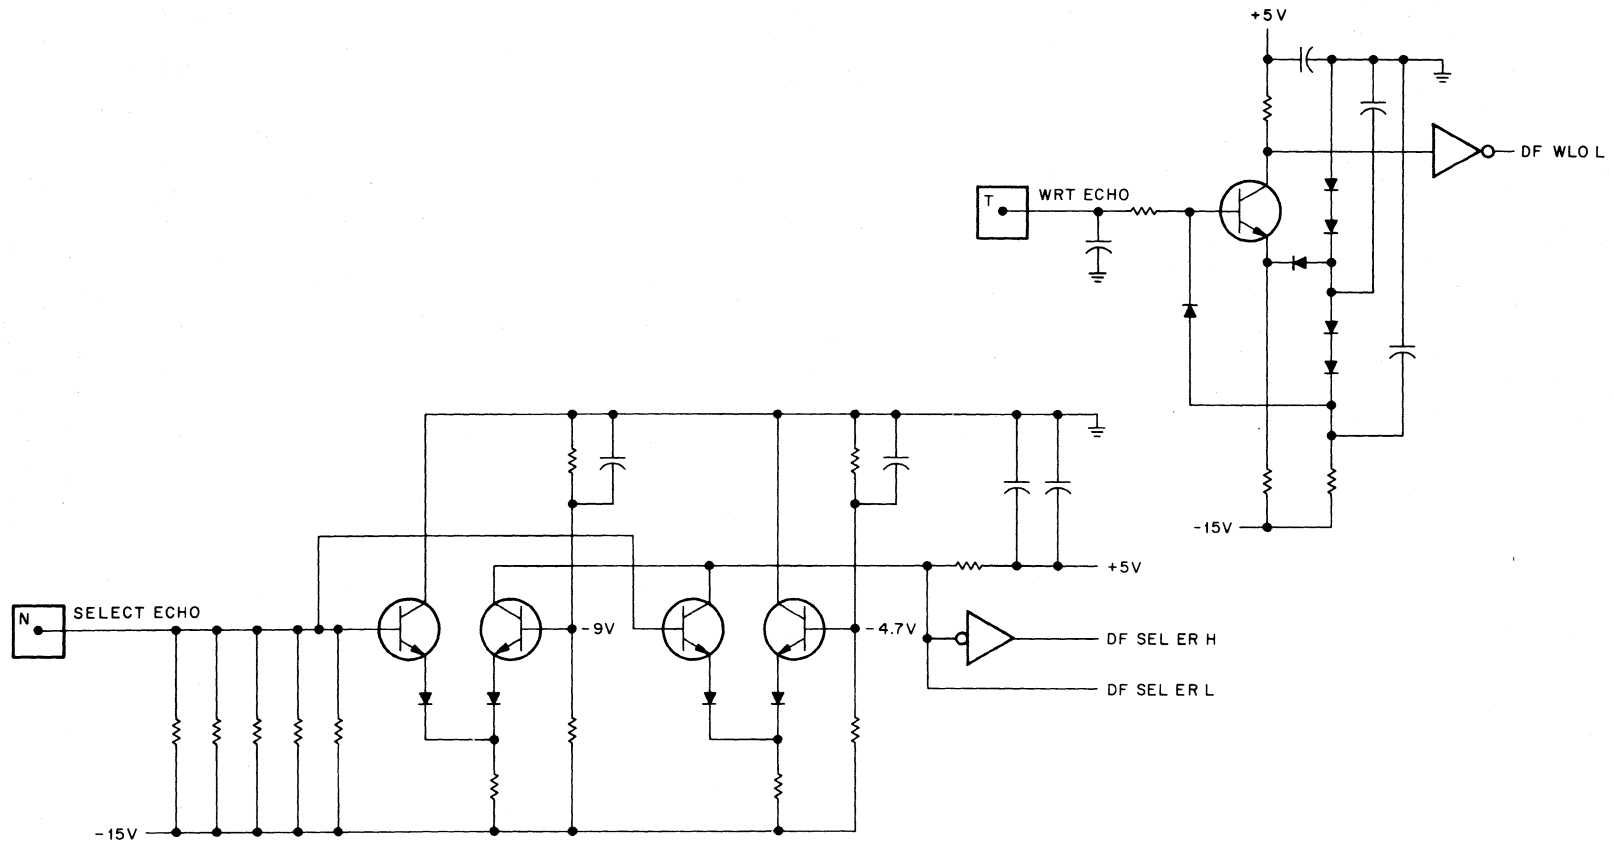 +5V
DF WLO L
T
WRT ECHO
-15V
+5V
N
SELECT ECHO
-9V
-4.7V
DF SEL ER H
DF SEL ER L
-15V